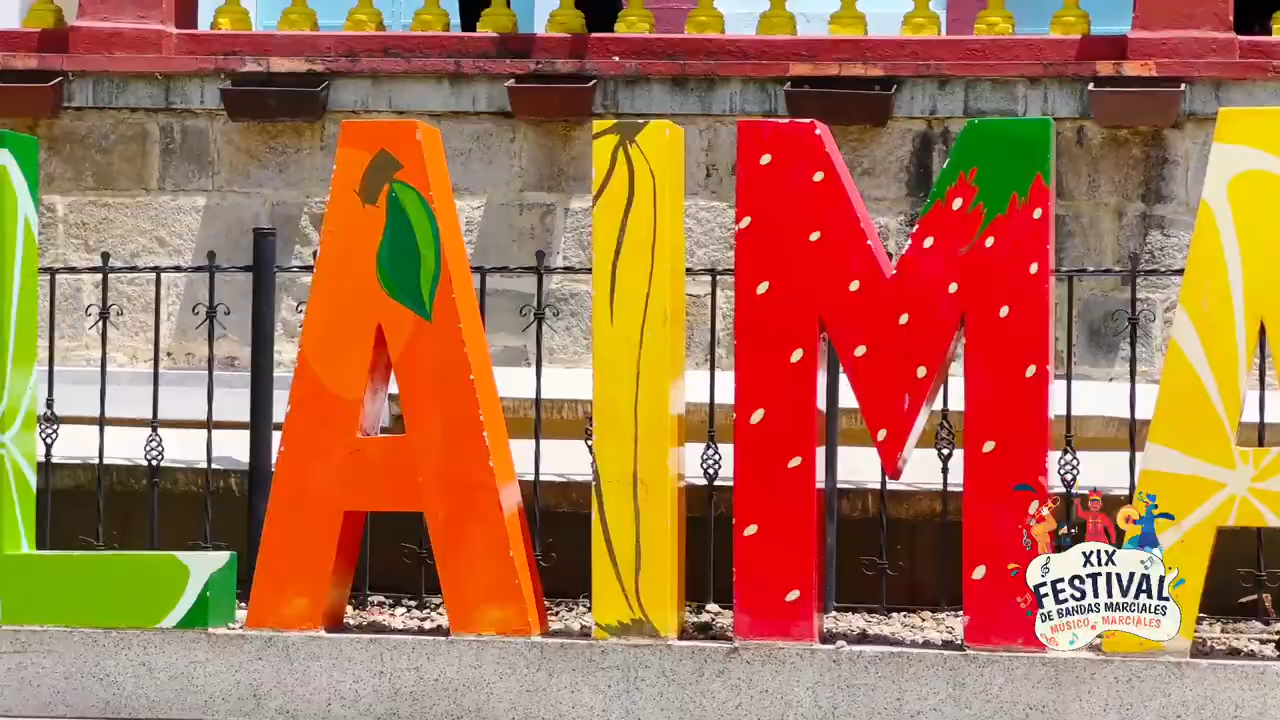 LAIMA
XIX
FESTIVAL
DE BANDAS MARCIALES
MÚSICO - MARCIALES